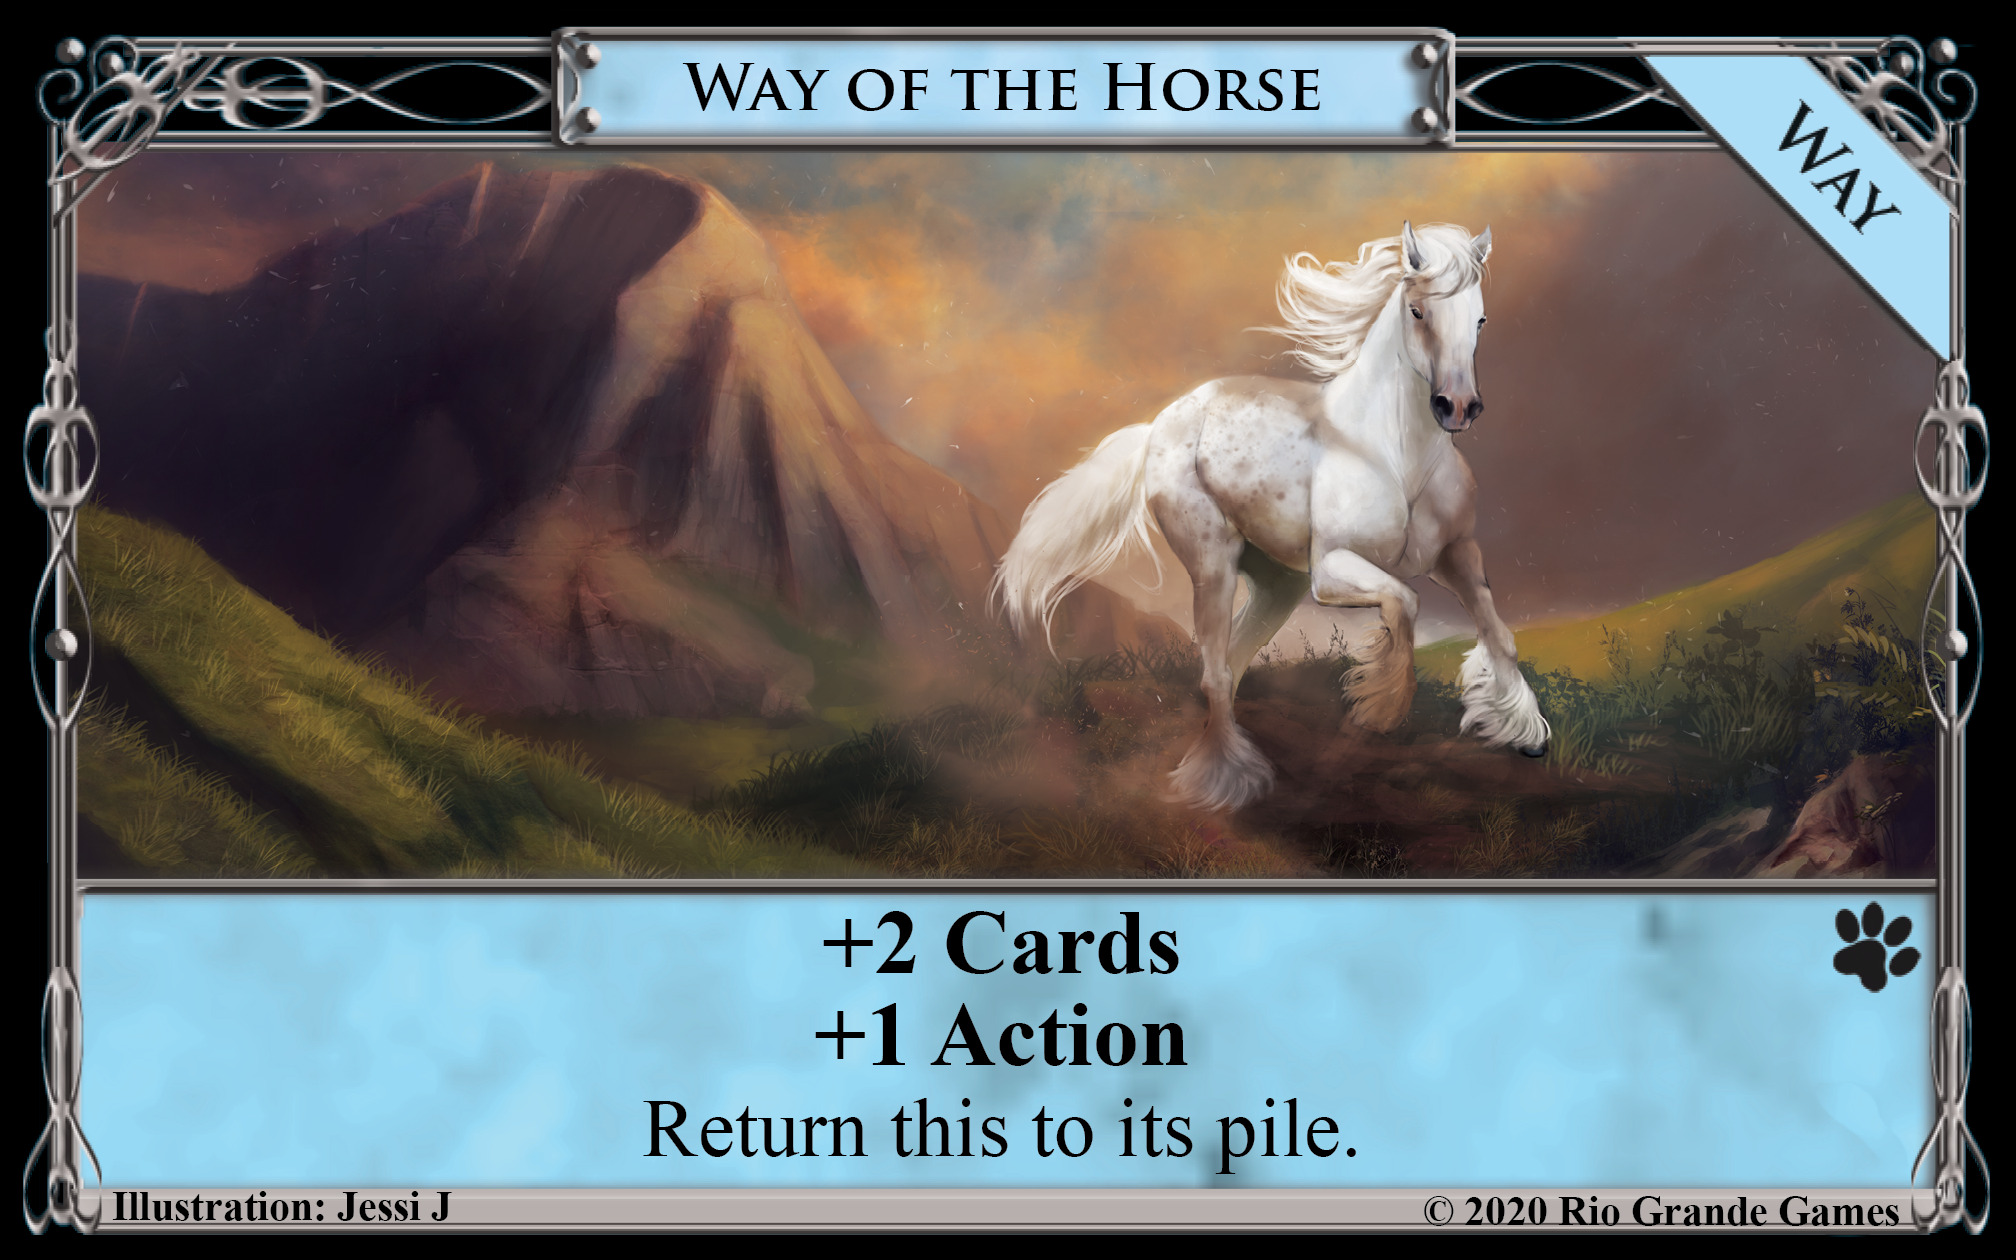 Way of the Horse
Way
+2 Cards
+1 Action
Return this to its pile.
Illustration: Jessi J
© 2020 Rio Grande Games